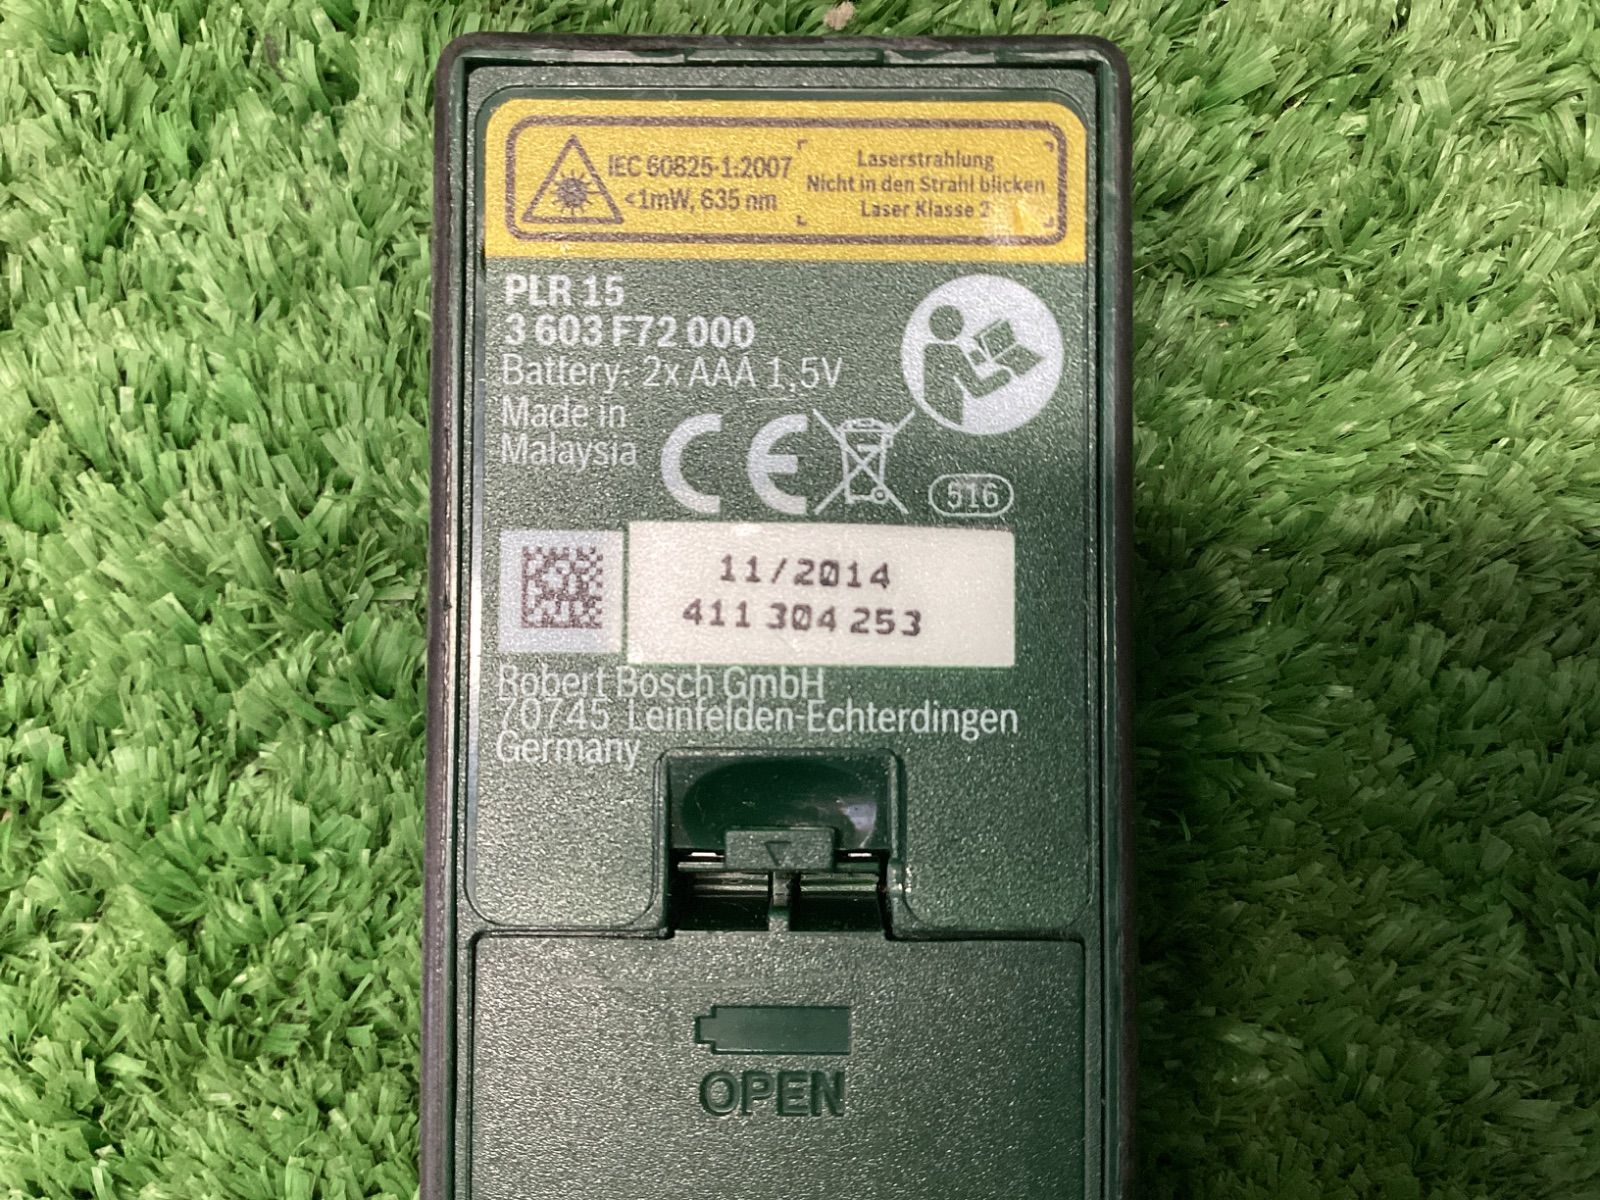 IEC 60825-1:2007
<1mW, 635 nm
Laserstrahlung
Nicht in den Strahl blicken
Laser Klasse 2
PLR 15
3 603 F72 000
Battery: 2x AAA 1,5V
Made in
Malaysia
CE
516
11/2014
411 304 253
Robert Bosch GmbH
70745 Leinfelden-Echterdingen
Germany
OPEN